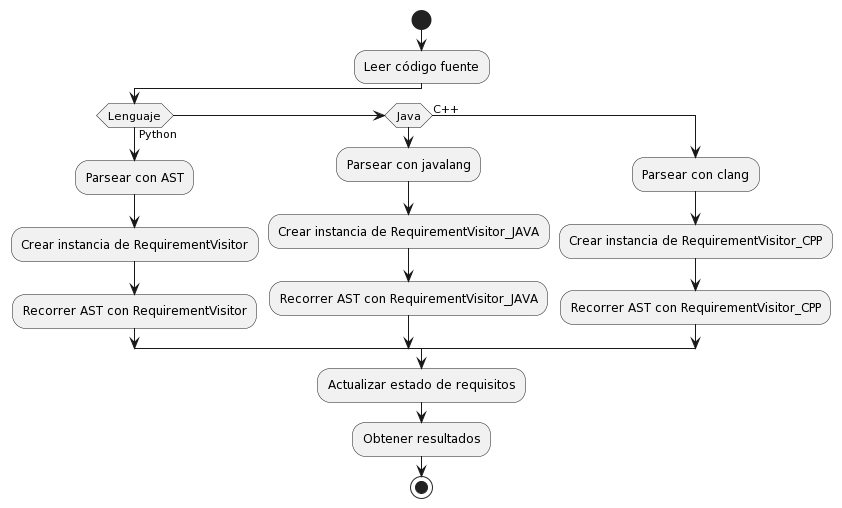 Leer código fuente
Lenguaje
Python
Java
C++
Parsear con AST
Parsear con javalang
Parsear con clang
Crear instancia de RequirementVisitor
Crear instancia de RequirementVisitor_JAVA
Crear instancia de RequirementVisitor_CPP
Recorrer AST con RequirementVisitor
Recorrer AST con RequirementVisitor_JAVA
Recorrer AST con RequirementVisitor_CPP
Actualizar estado de requisitos
Obtener resultados